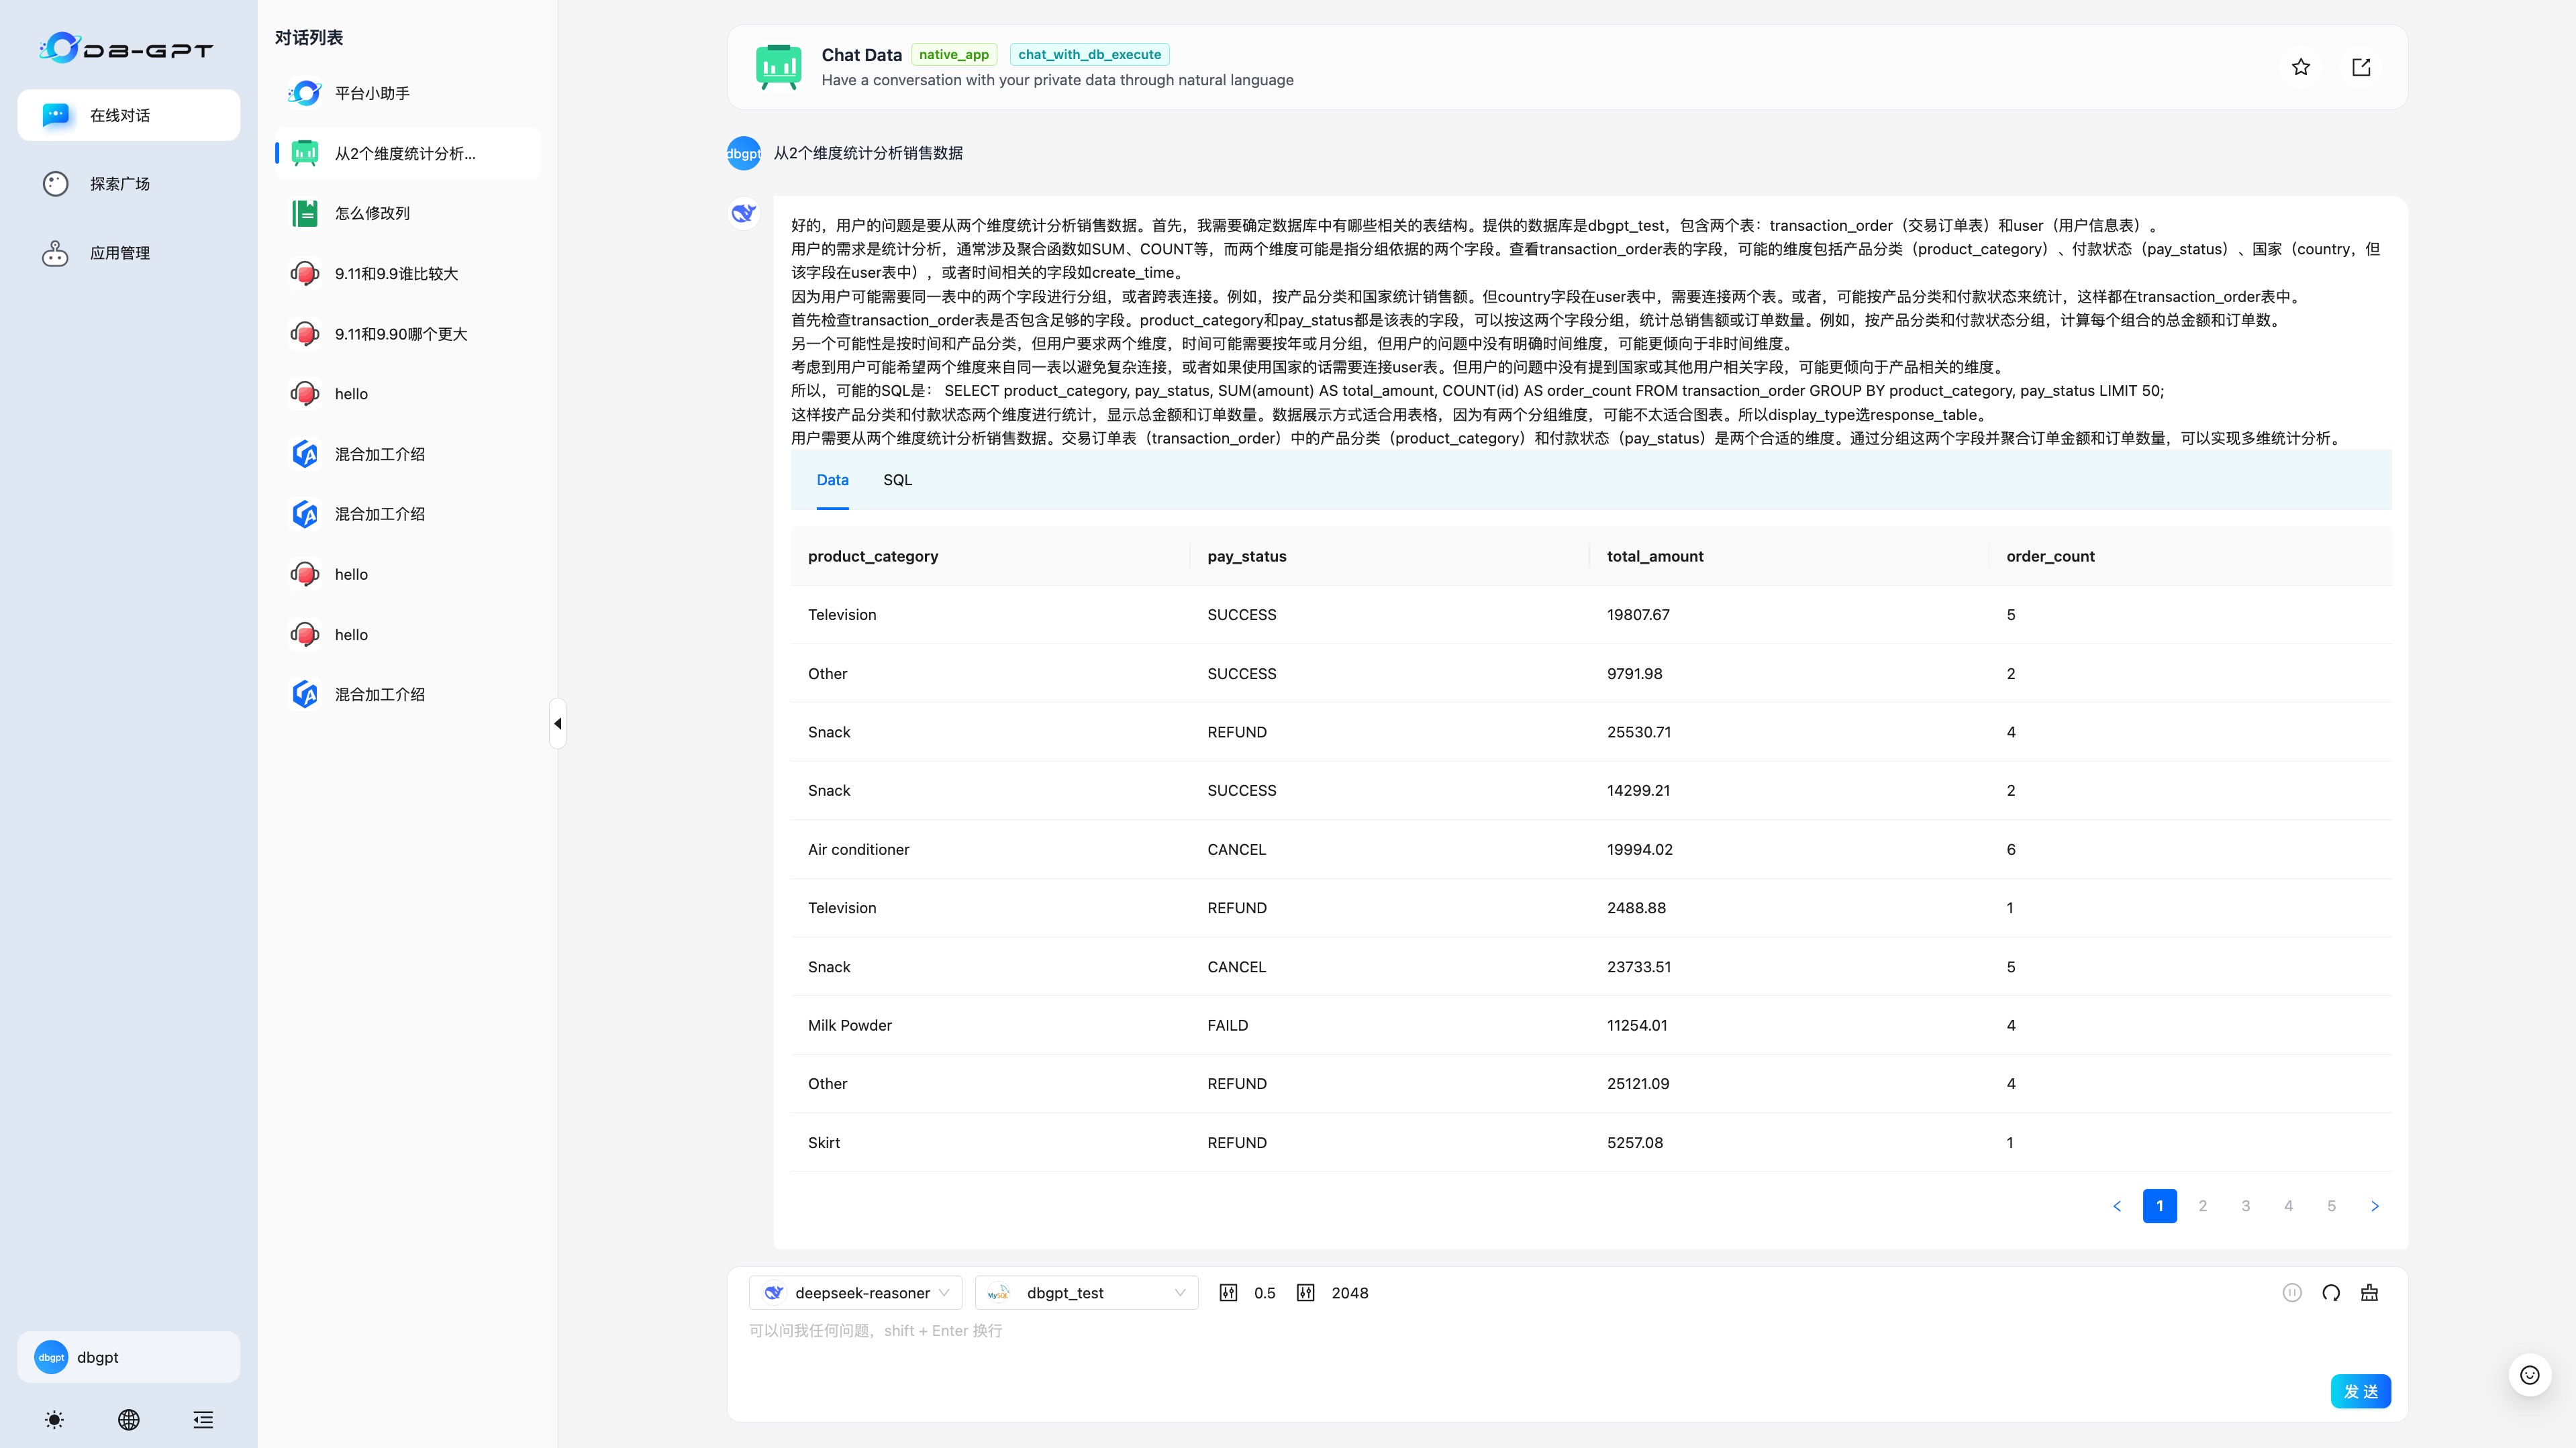 DB-GPT
在线对话
探索广场
应用管理
dbgpt
dbgpt
对话列表
平台小助手
从2个维度统计分析...
怎么修改列
9.11和9.9谁比较大
9.11和9.90哪个更大
hello
混合加工介绍
混合加工介绍
hello
hello
混合加工介绍
Chat Data native_app chat_with_db_execute
Have a conversation with your private data through natural language
dbgpt 从2个维度统计分析销售数据
好的，用户的问题是要从两个维度统计分析销售数据。首先，我需要确定数据库中有哪些相关的表结构。提供的数据库是dbgpt_test，包含两个表：transaction_order（交易订单表）和user（用户信息表）。
用户的需求是统计分析，通常涉及聚合函数如SUM、COUNT等，而两个维度可能是指分组依据的两个字段。查看transaction_order表的字段，可能的维度包括产品分类（product_category）、付款状态（pay_status）、国家（country，但
该字段在user表中），或者时间相关的字段如create_time。
因为用户可能需要同一表中的两个字段进行分组，或者跨表连接。例如，按产品分类和国家统计销售额。但country字段在user表中，需要连接两个表。或者，可能按产品分类和付款状态来统计，这样都在transaction_order表中。
首先检查transaction_order表是否包含足够的字段。product_category和pay_status都是该表的字段，可以按这两个字段分组，统计总销售额或订单数量。例如，按产品分类和付款状态分组，计算每个组合的总金额和订单数。
另一个可能性是按时间和产品分类，但用户要求两个维度，时间可能需要按年或月分组，但用户的问题中没有明确时间维度，可能更倾向于非时间维度。
考虑到用户可能希望两个维度来自同一表以避免复杂连接，或者如果使用国家的话需要连接user表。但用户的问题中没有提到国家或其他用户相关字段，可能更倾向于产品相关的维度。
所以，可能的SQL是： SELECT product_category, pay_status, SUM(amount) AS total_amount, COUNT(id) AS order_count FROM transaction_order GROUP BY product_category, pay_status LIMIT 50;
这样按产品分类和付款状态两个维度进行统计，显示总金额和订单数量。数据展示方式适合用表格，因为有两个分组维度，可能不太适合图表。所以display_type选response_table。
用户需要从两个维度统计分析销售数据。交易订单表（transaction_order）中的产品分类（product_category）和付款状态（pay_status）是两个合适的维度。通过分组这两个字段并聚合订单金额和订单数量，可以实现多维统计分析。
Data SQL
product_category pay_status total_amount order_count
Television SUCCESS 19807.67 5
Other SUCCESS 9791.98 2
Snack REFUND 25530.71 4
Snack SUCCESS 14299.21 2
Air conditioner CANCEL 19994.02 6
Television REFUND 2488.88 1
Snack CANCEL 23733.51 5
Milk Powder FAILD 11254.01 4
Other REFUND 25121.09 4
Skirt REFUND 5257.08 1
1 2 3 4 5
deepseek-reasoner MySQL dbgpt_test 0.5 2048
可以问我任何问题，shift + Enter 换行
发 送